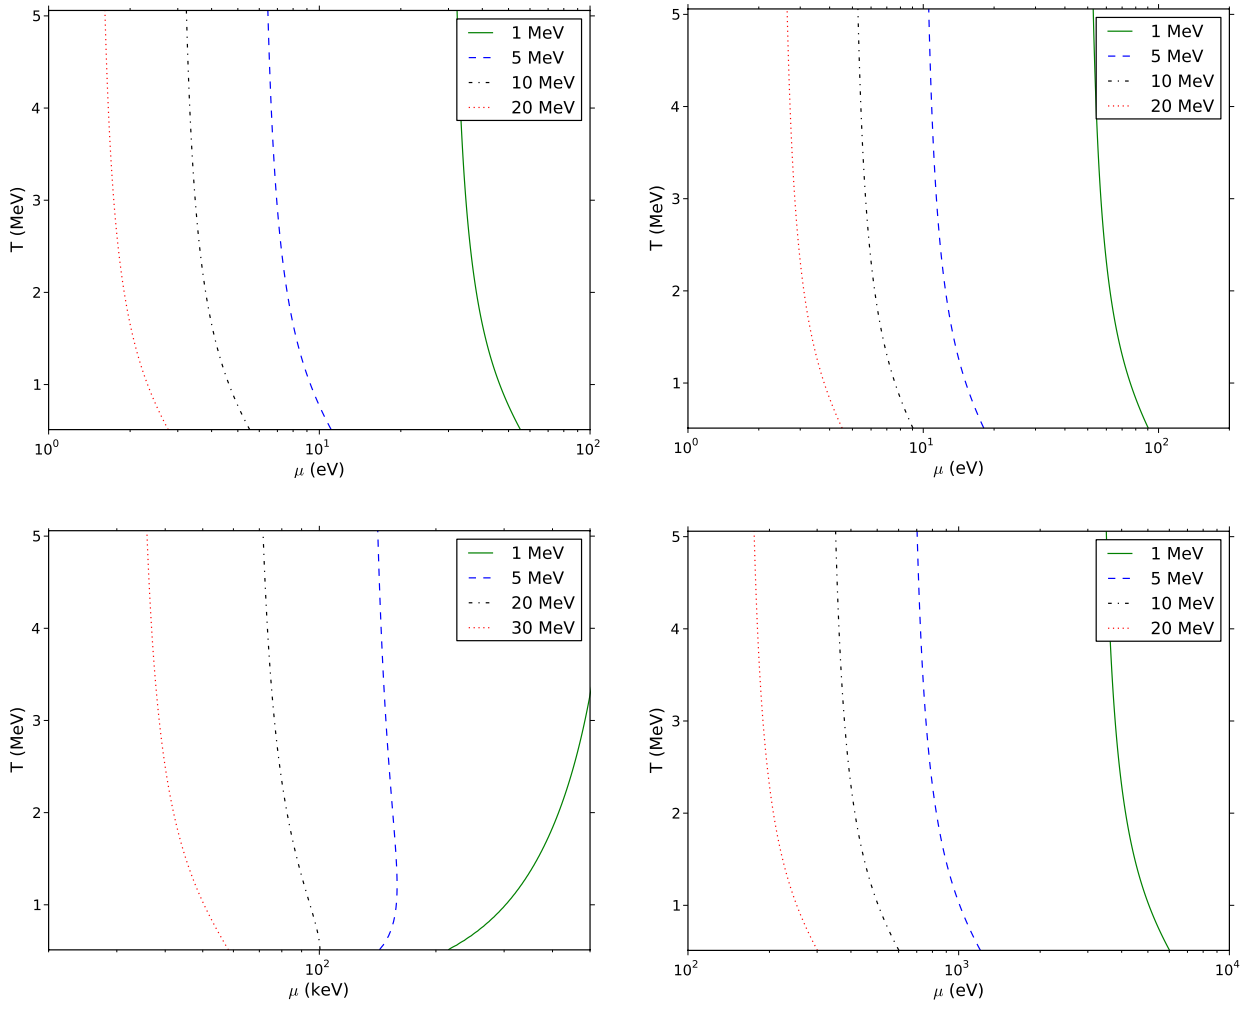 5
4
3
2
1
T (MeV)
10^0
10^1
10^2
μ (eV)
1 MeV
5 MeV
10 MeV
20 MeV
5
4
3
2
1
T (MeV)
10^0
10^1
10^2
μ (eV)
1 MeV
5 MeV
10 MeV
20 MeV
5
4
3
2
1
T (MeV)
10^2
μ (keV)
1 MeV
5 MeV
20 MeV
30 MeV
5
4
3
2
1
T (MeV)
10^2
10^3
10^4
μ (eV)
1 MeV
5 MeV
10 MeV
20 MeV